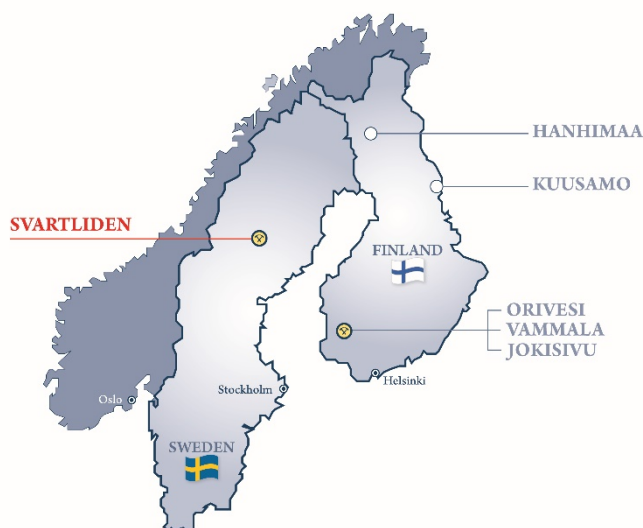 HANHIMAA
KUUSAMO
SVARTLIDEN
FINLAND
ORIVESI
VAMMALA
JOKISIVU
Helsinki
Stockholm
Oslo
SWEDEN